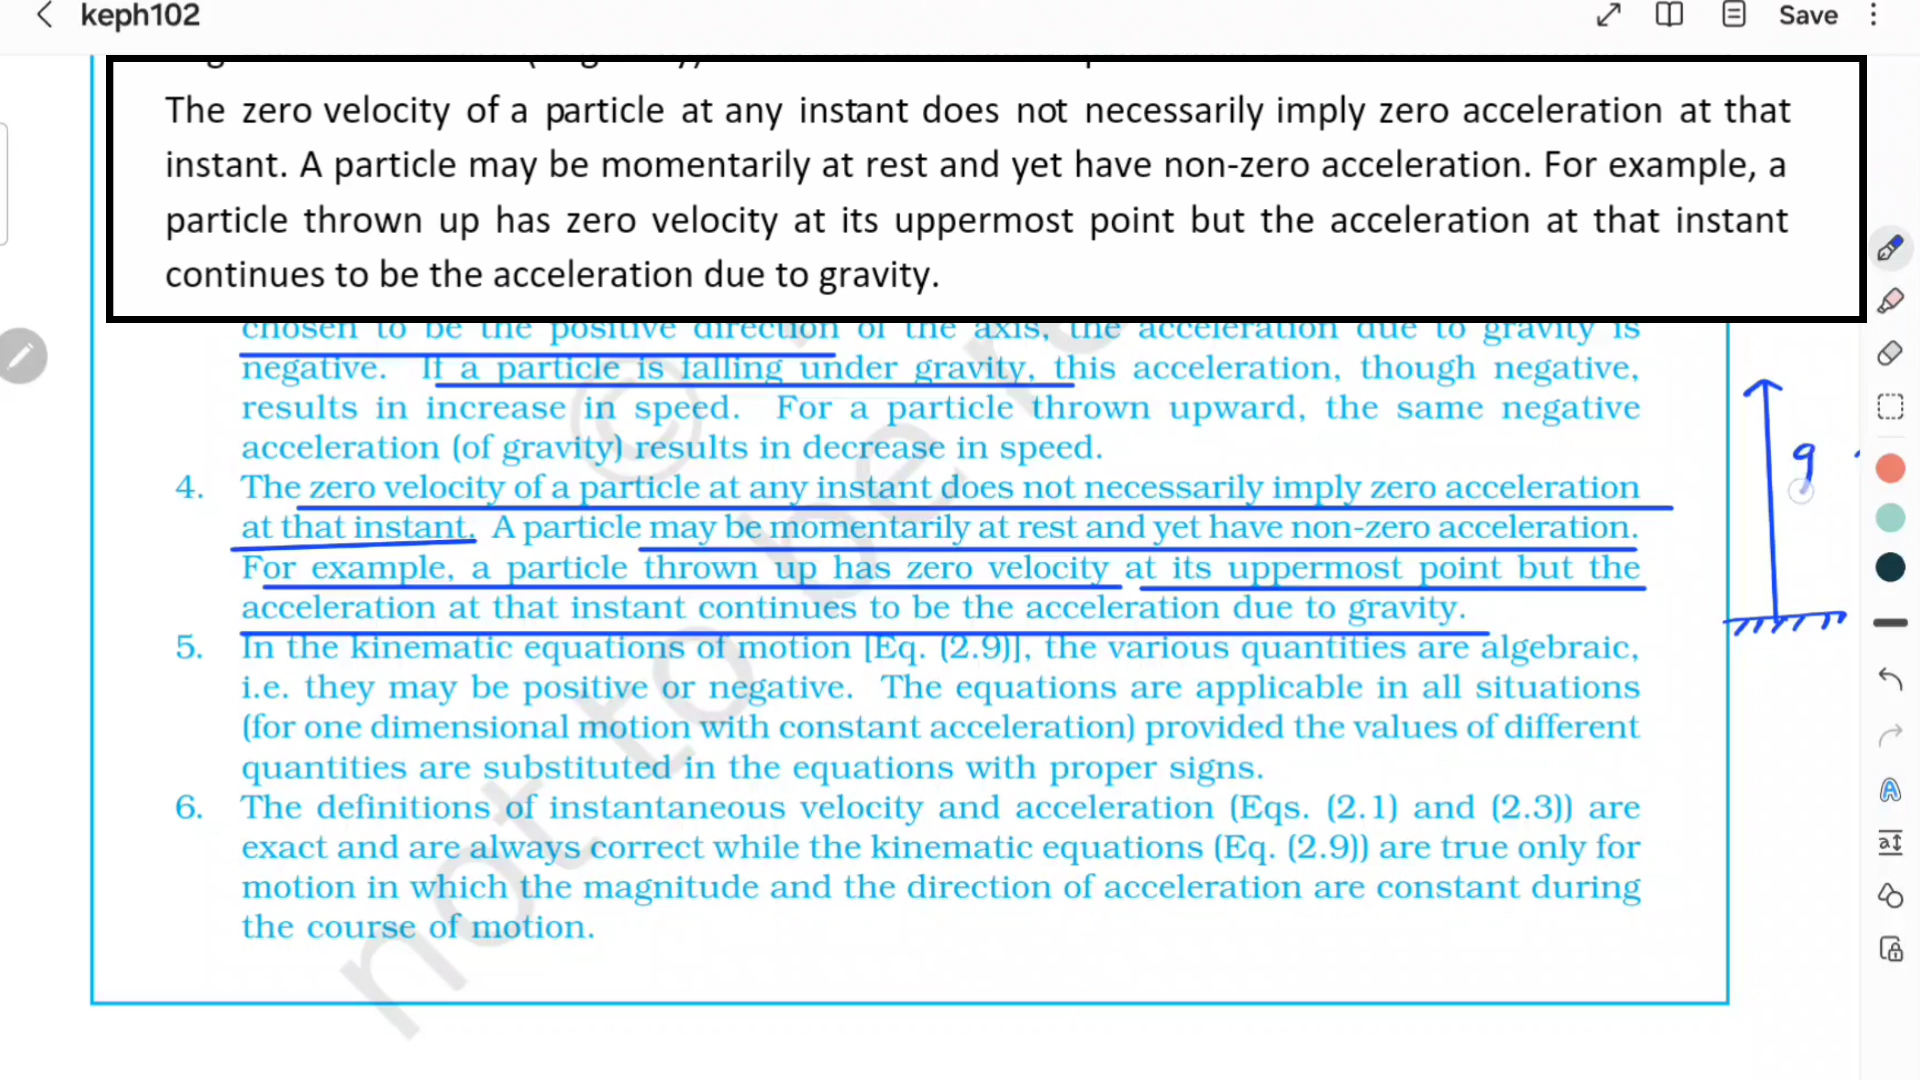 keph102
Save
The zero velocity of a particle at any instant does not necessarily imply zero acceleration at that
instant. A particle may be momentarily at rest and yet have non-zero acceleration. For example, a
particle thrown up has zero velocity at its uppermost point but the acceleration at that instant
continues to be the acceleration due to gravity.
chosen to be the positive direction of the axis, the acceleration due to gravity is
negative. If a particle is falling under gravity, this acceleration, though negative,
results in increase in speed. For a particle thrown upward, the same negative
acceleration (of gravity) results in decrease in speed.
4. The zero velocity of a particle at any instant does not necessarily imply zero acceleration
at that instant. A particle may be momentarily at rest and yet have non-zero acceleration.
For example, a particle thrown up has zero velocity at its uppermost point but the
acceleration at that instant continues to be the acceleration due to gravity.
g
5. In the kinematic equations of motion [Eq. (2.9)], the various quantities are algebraic,
i.e. they may be positive or negative. The equations are applicable in all situations
(for one dimensional motion with constant acceleration) provided the values of different
quantities are substituted in the equations with proper signs.
6. The definitions of instantaneous velocity and acceleration (Eqs. (2.1) and (2.3)) are
exact and are always correct while the kinematic equations (Eq. (2.9)) are true only for
motion in which the magnitude and the direction of acceleration are constant during
the course of motion.
not to be re